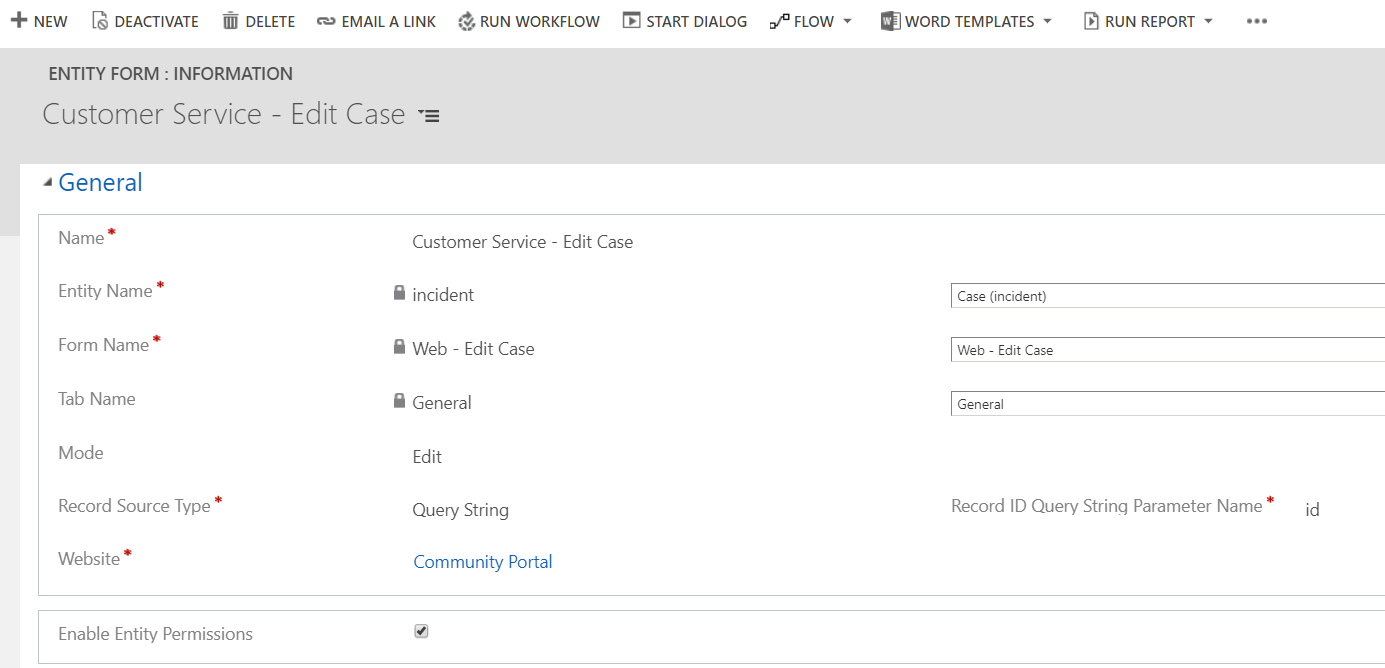 NEW DEACTIVATE DELETE EMAIL A LINK RUN WORKFLOW START DIALOG FLOW WORD TEMPLATES RUN REPORT
ENTITY FORM : INFORMATION
Customer Service - Edit Case
General
Name* Customer Service - Edit Case
Entity Name* incident Case (incident)
Form Name* Web - Edit Case Web - Edit Case
Tab Name General General
Mode Edit
Record Source Type* Query String Record ID Query String Parameter Name* id
Website* Community Portal
Enable Entity Permissions